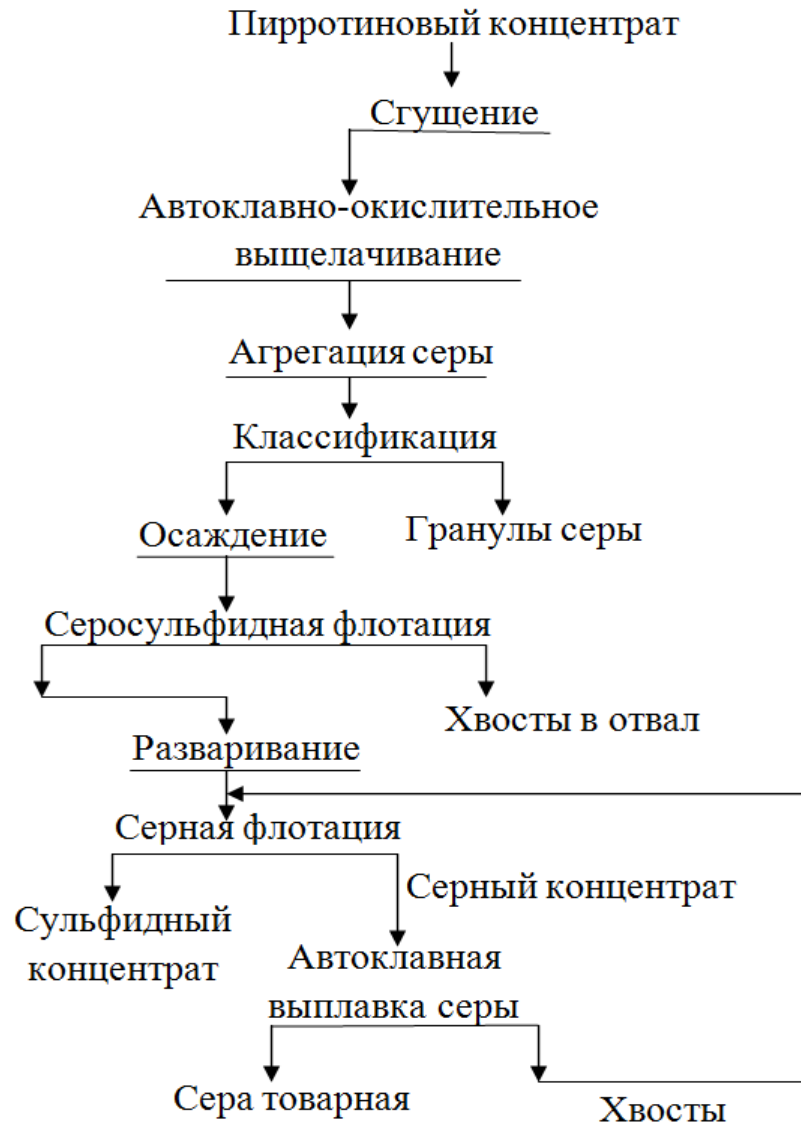 Пирротиновый концентрат
Сгущение
Автоклавно-окислительное
выщелачивание
Агрегация серы
Классификация
Осаждение
Гранулы серы
Серосульфидная флотация
Хвосты в отвал
Разваривание
Серная флотация
Серный концентрат
Сульфидный
концентрат
Автоклавная
выплавка серы
Сера товарная
Хвосты